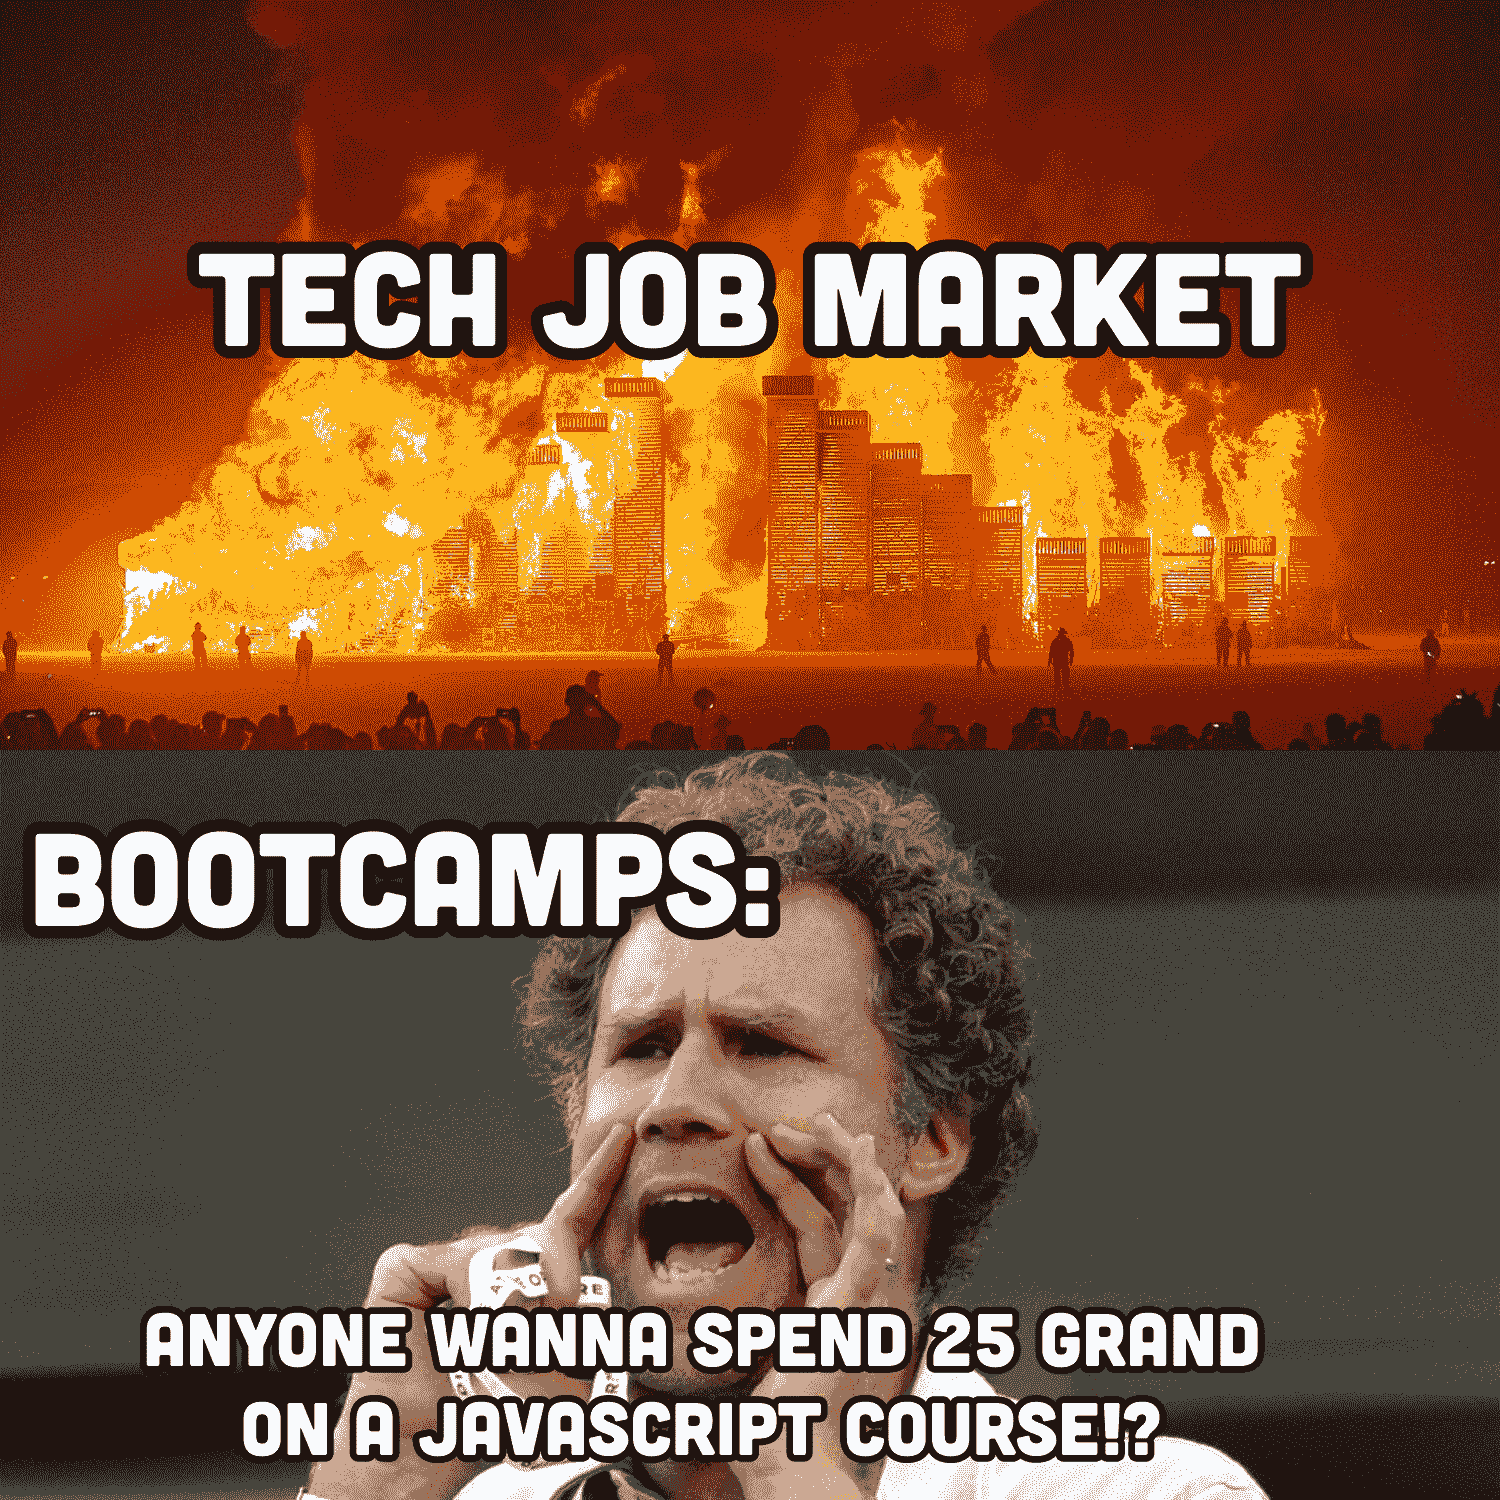 TECH JOB MARKET
BOOTCAMPS:
ANYONE WANNA SPEND 25 GRAND
ON A JAVASCRIPT COURSE!?